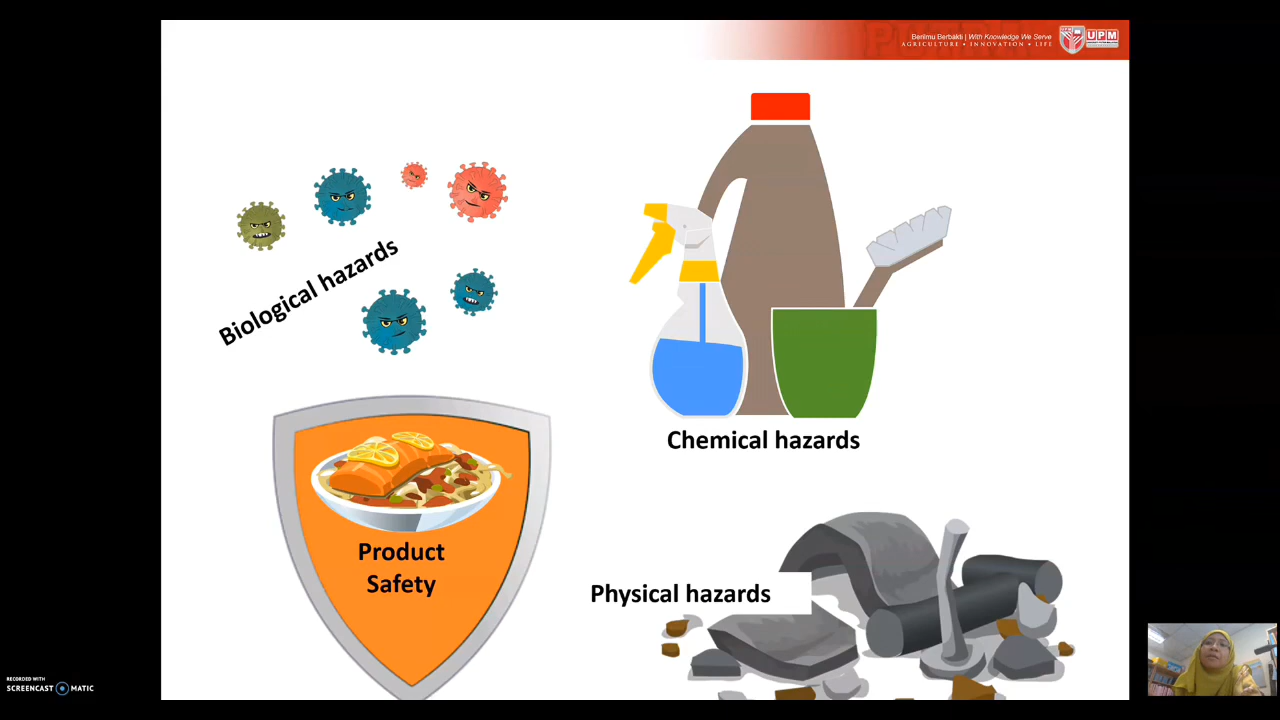 Berilmu Berbakti | With Knowledge We Serve
AGRICULTURE • INNOVATION • LIFE
UPM
Biological hazards
Chemical hazards
Product
Safety
Physical hazards
RECORDED WITH
SCREENCAST MATIC